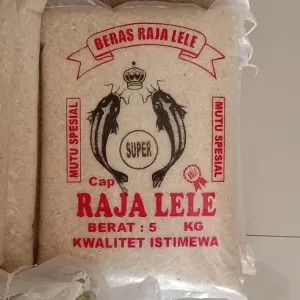 BERAS RAJA LELE
MUTU SPESIAL
SUPER
MUTU SPESIAL
Cap
RAJA LELE
BERAT : 5 KG
KWALITET ISTIMEWA